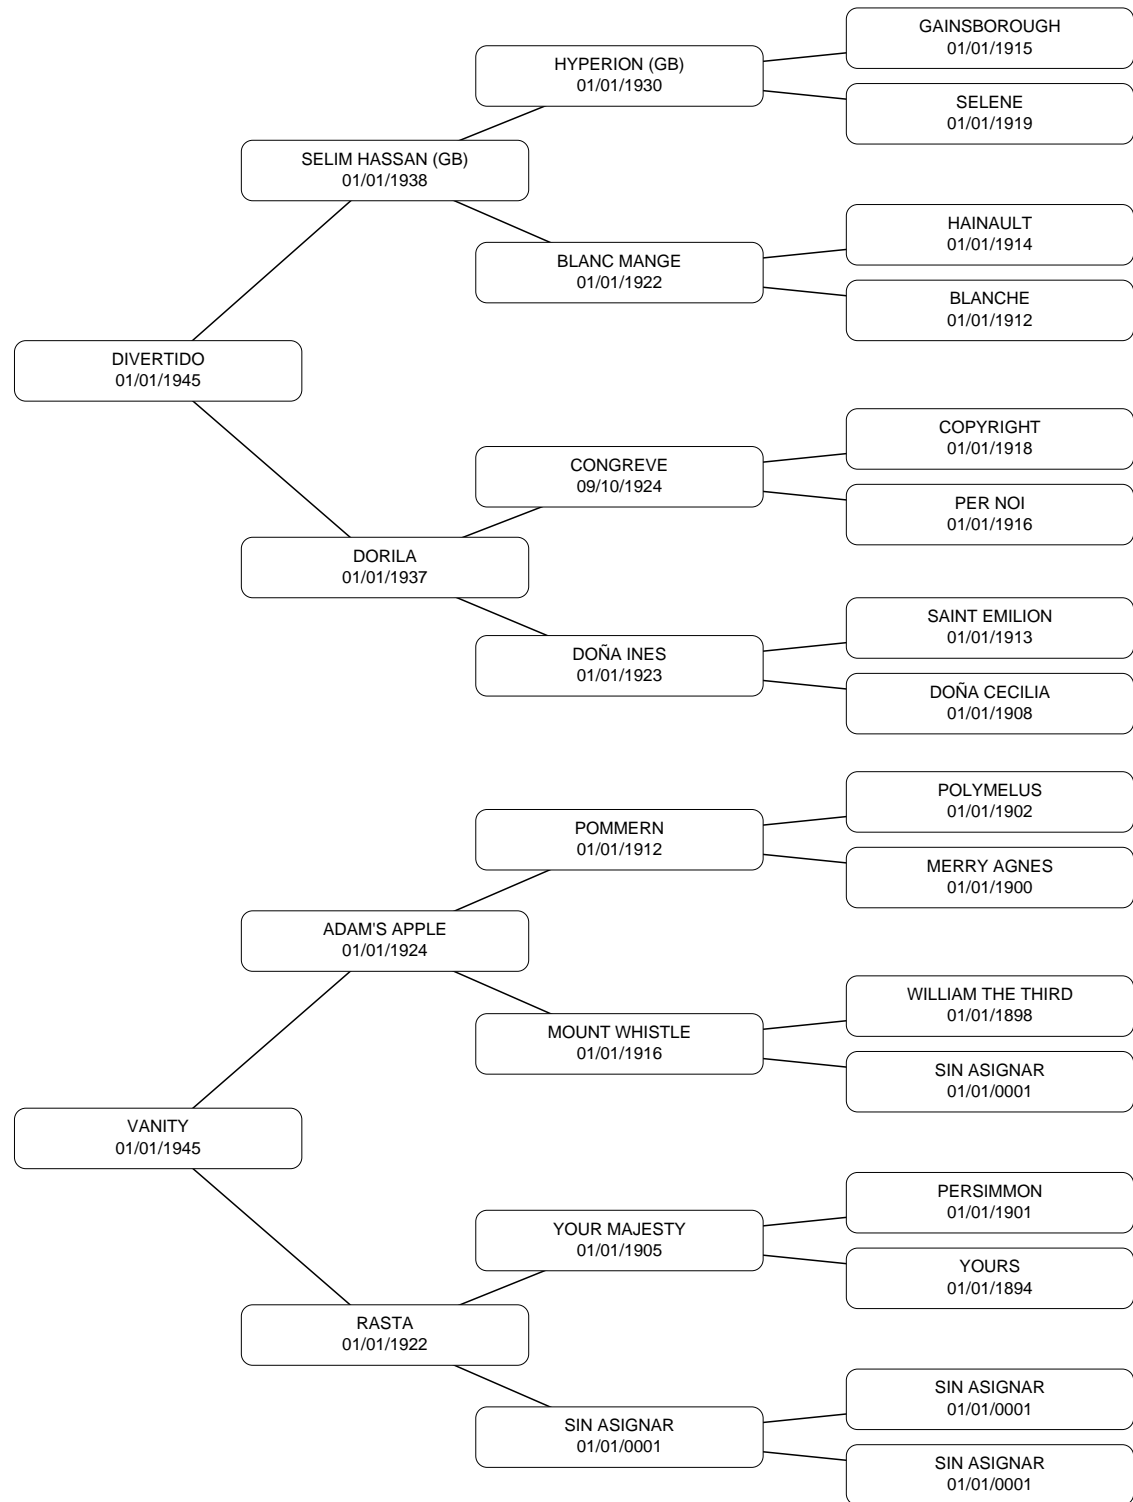 GAINSBOROUGH
01/01/1915
HYPERION (GB)
01/01/1930
SELENE
01/01/1919
SELIM HASSAN (GB)
01/01/1938
HAINAULT
01/01/1914
BLANC MANGE
01/01/1922
BLANCHE
01/01/1912
DIVERTIDO
01/01/1945
COPYRIGHT
01/01/1918
CONGREVE
09/10/1924
PER NOI
01/01/1916
DORILA
01/01/1937
SAINT EMILION
01/01/1913
DOÑA INES
01/01/1923
DOÑA CECILIA
01/01/1908
POLYMELUS
01/01/1902
POMMERN
01/01/1912
MERRY AGNES
01/01/1900
ADAM'S APPLE
01/01/1924
WILLIAM THE THIRD
01/01/1898
MOUNT WHISTLE
01/01/1916
SIN ASIGNAR
01/01/0001
VANITY
01/01/1945
PERSIMMON
01/01/1901
YOUR MAJESTY
01/01/1905
YOURS
01/01/1894
RASTA
01/01/1922
SIN ASIGNAR
01/01/0001
SIN ASIGNAR
01/01/0001
SIN ASIGNAR
01/01/0001